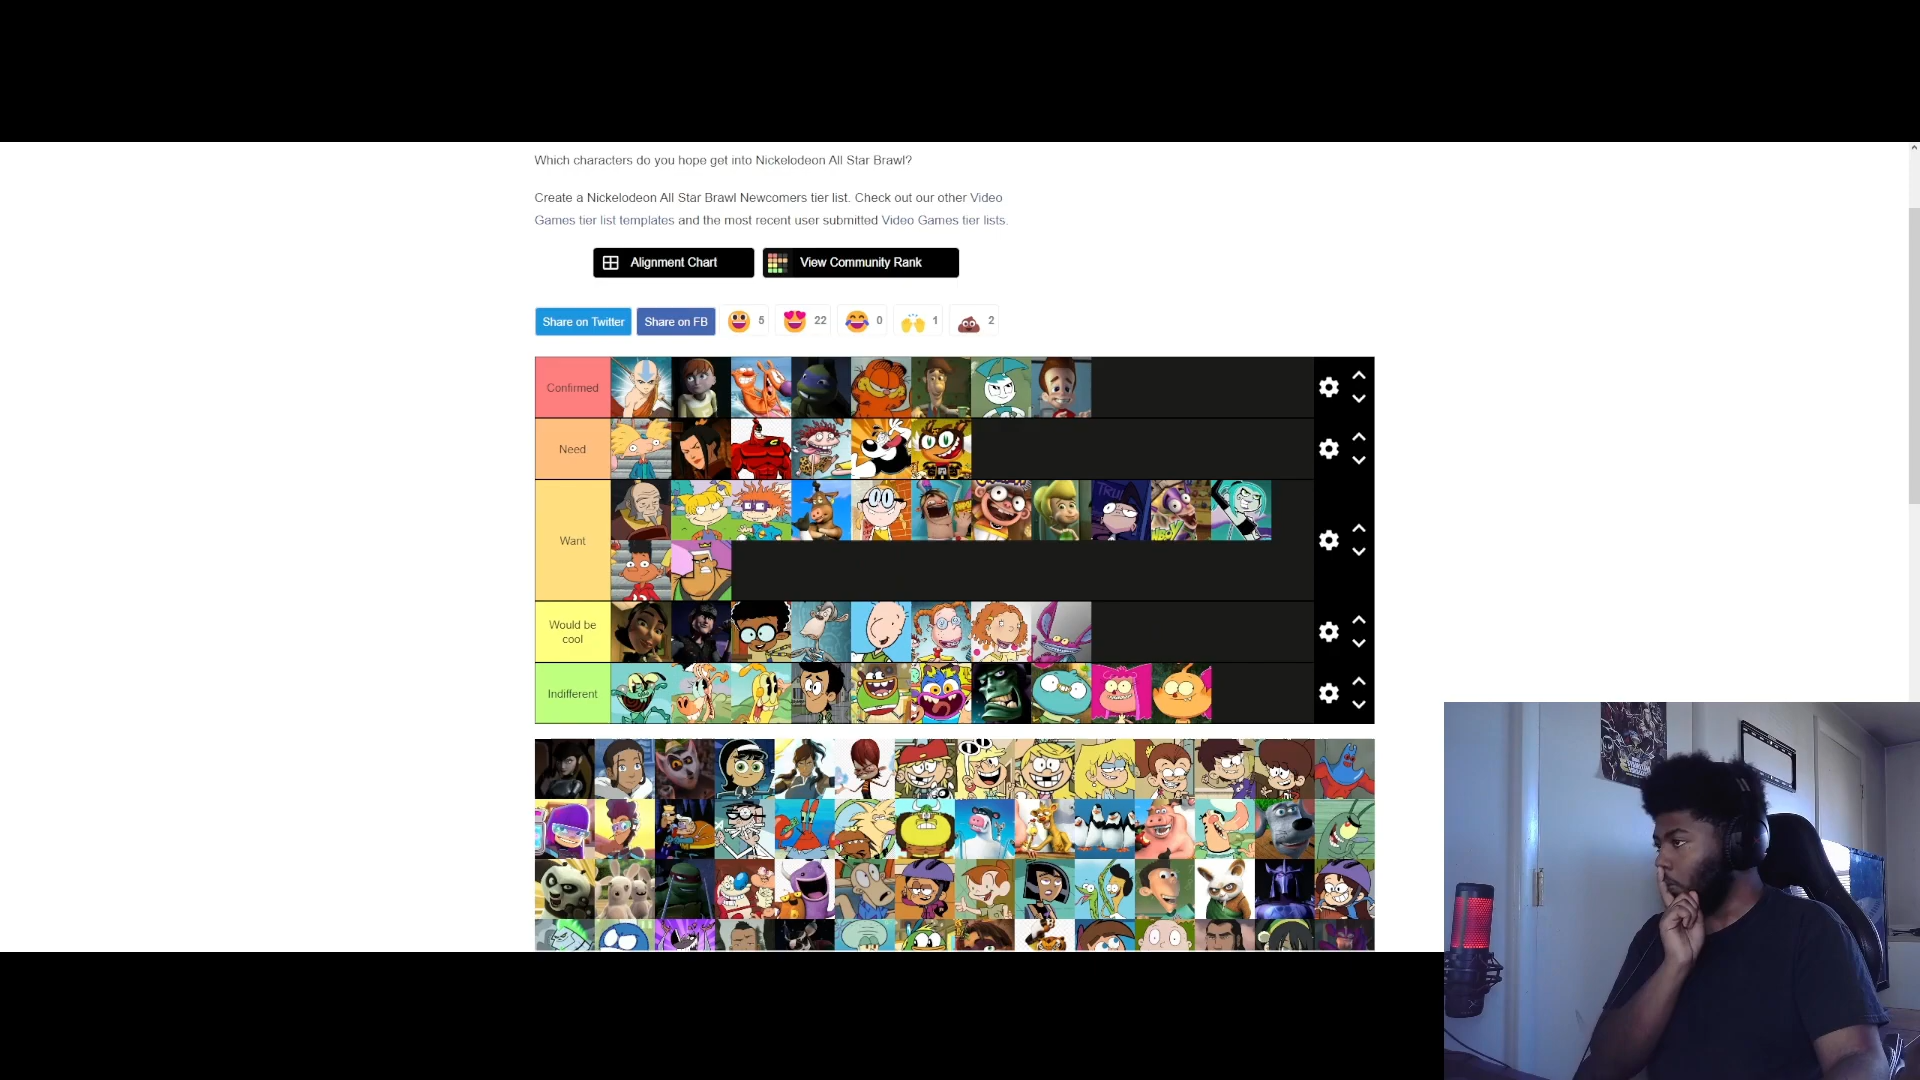 Which characters do you hope get into Nickelodeon All Star Brawl?
Create a Nickelodeon All Star Brawl Newcomers tier list. Check out our other Video
Games tier list templates and the most recent user submitted Video Games tier lists.
Alignment Chart
View Community Rank
Share on Twitter
Share on FB
5
22
0
1
2
Confirmed
Need
Want
Would be
cool
Indifferent